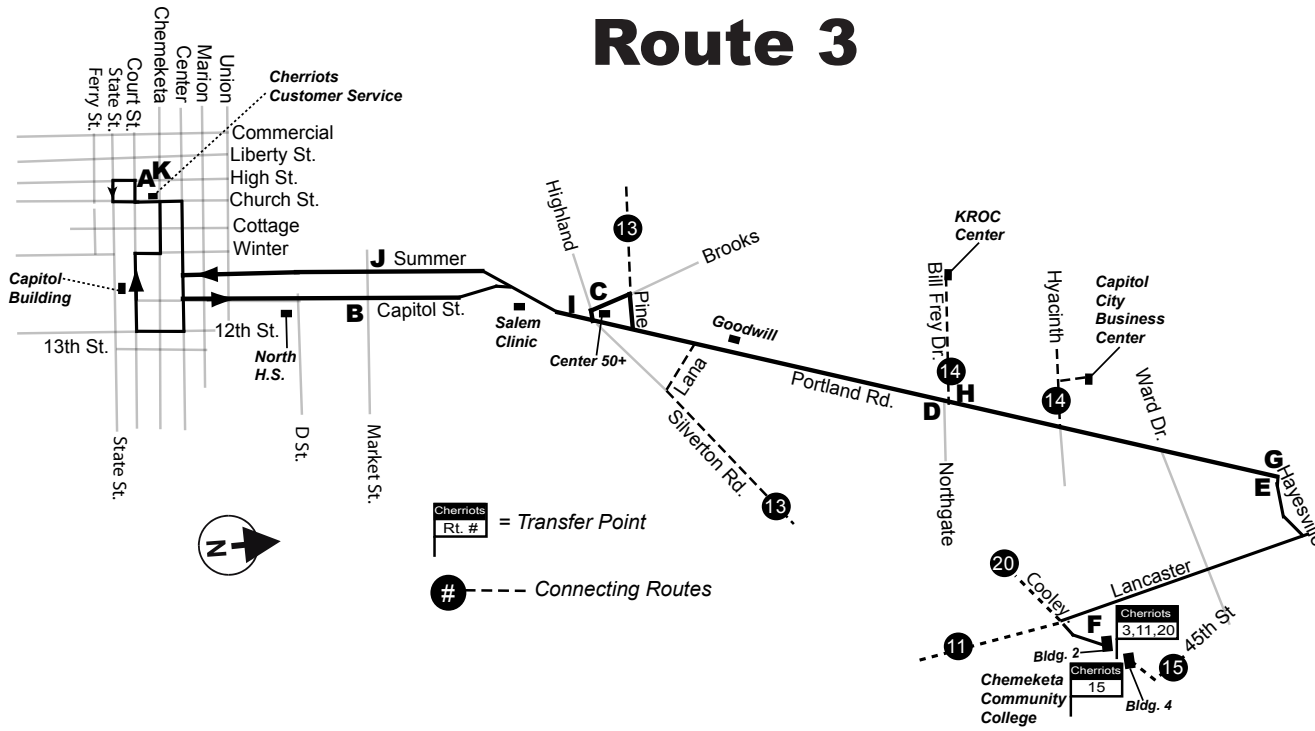 Route 3
Ferry St.
State St.
Court St.
Chemeketa
Center
Marion
Union
Cherriots
Customer Service
Commercial
Liberty St.
High St.
Church St.
Cottage
Winter
A
K
Capitol
Building
J
Summer
B
Capitol St.
12th St.
13th St.
North
H.S.
State St.
D St.
Market St.
Salem
Clinic
Highland
I
C
13
Brooks
Pine
Center 50+
Goodwill
Lana
Silverton Rd.
13
Portland Rd.
KROC
Center
Bill Frey Dr.
14
D
H
Northgate
Hyacinth
14
Capitol
City
Business
Center
Ward Dr.
G
E
Hayesville
Lancaster
45th St
20
Cooley
11
F
Bldg. 2
Cherriots
3,11,20
Cherriots
15
15
Bldg. 4
Chemeketa
Community
College
N
Cherriots
Rt. #
= Transfer Point
#
Connecting Routes